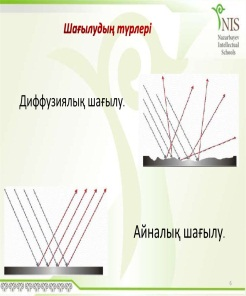 Шағылудың түрлері
NIS
Nazarbayev
Intellectual
Schools
Диффузиялық шағылу.
Айналық шағылу.